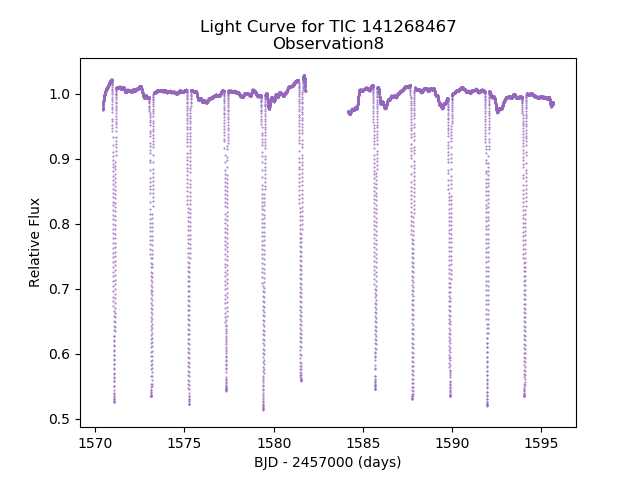 Light Curve for TIC 141268467
Observation8
Relative Flux
1.0
0.9
0.8
0.7
0.6
0.5
1570 1575 1580 1585 1590 1595
BJD - 2457000 (days)